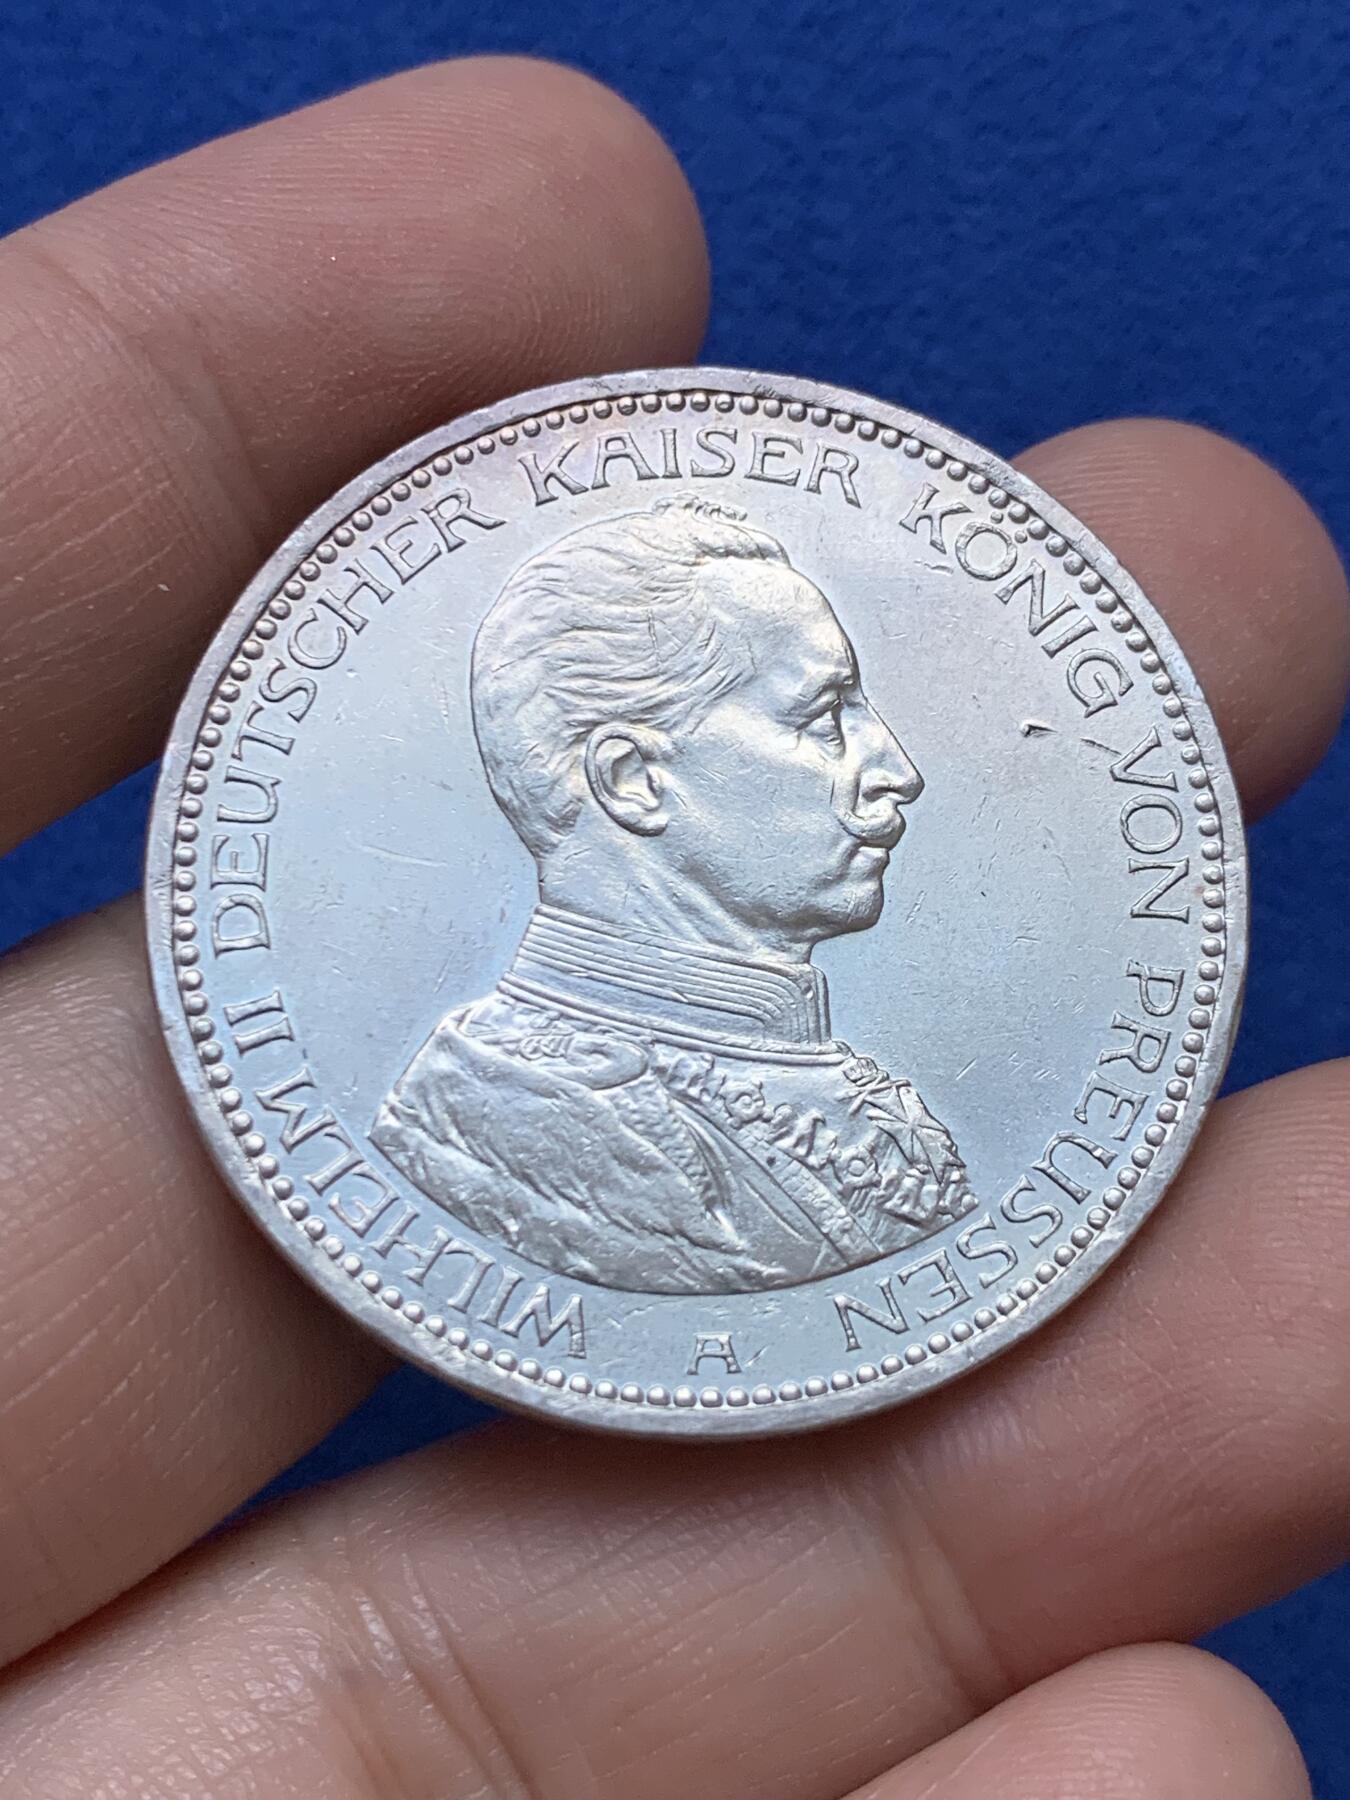 WILHELM II DEUTSCHER KAISER KÖNIG VON PREUSSEN
A